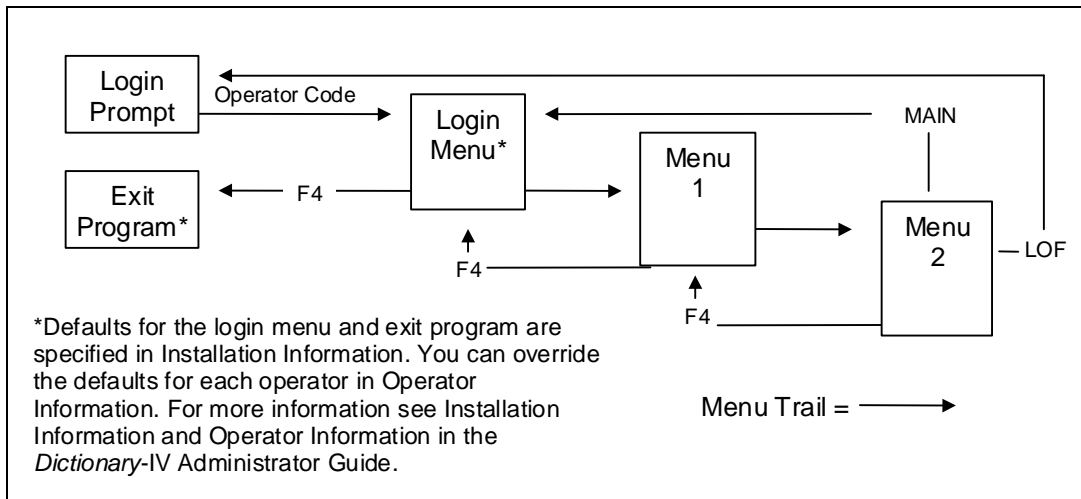 Login
Prompt
Operator Code
Login
Menu*
MAIN
Menu
1
Exit
Program*
F4
Menu
2
LOF
F4
F4
*Defaults for the login menu and exit program are
specified in Installation Information. You can override
the defaults for each operator in Operator
Information. For more information see Installation
Information and Operator Information in the
Dictionary-IV Administrator Guide.
Menu Trail =